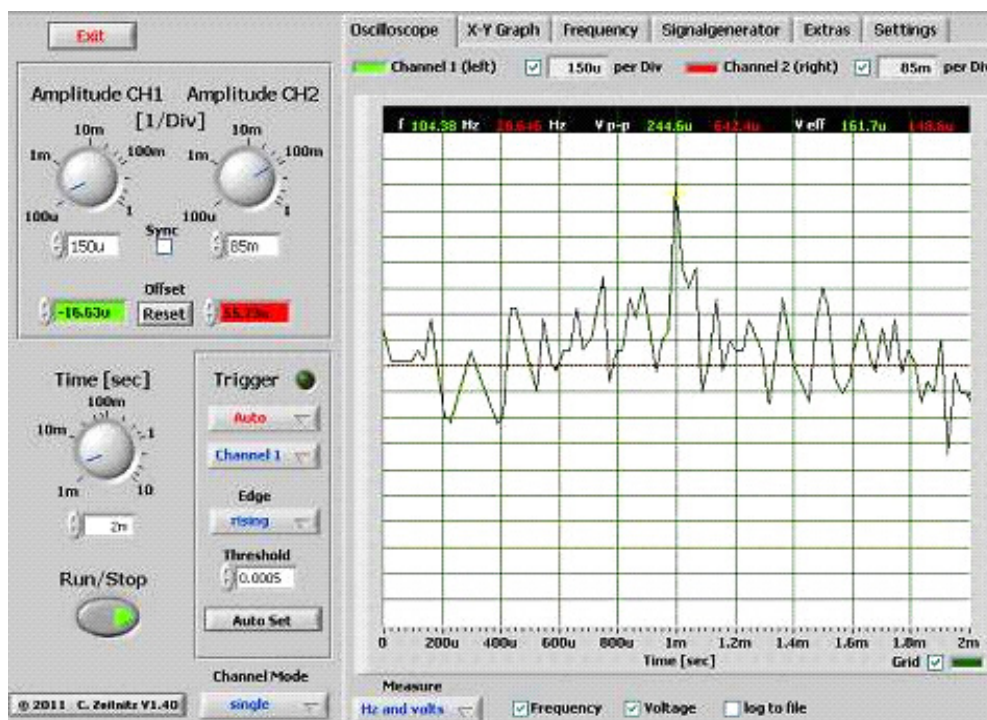 Exit
Oscilloscope X-Y Graph Frequency Signalgenerator Extras Settings
Channel 1 (left) 150u per Div Channel 2 (right) 85m per Div
Amplitude CH1 Amplitude CH2
[1/Div]
10m 10m
1m 100m 1m 100m
100u 1 100u 1
Sync
150u 85m
Offset
-16.63u Reset
f 104.38 Hz Hz V p-p 244.6u V eff 161.7u
Time [sec]
100m
10m 1
1m 10
2m
Run/Stop
Trigger
Auto
Channel 1
Edge
rising
Threshold
0.0005
Auto Set
Channel Mode
single
© 2011 C. Zeitnitz V1.40
0 200u 400u 600u 800u 1m 1.2m 1.4m 1.6m 1.8m 2m
Time [sec]
Grid
Measure
Hz and volts Frequency Voltage log to file